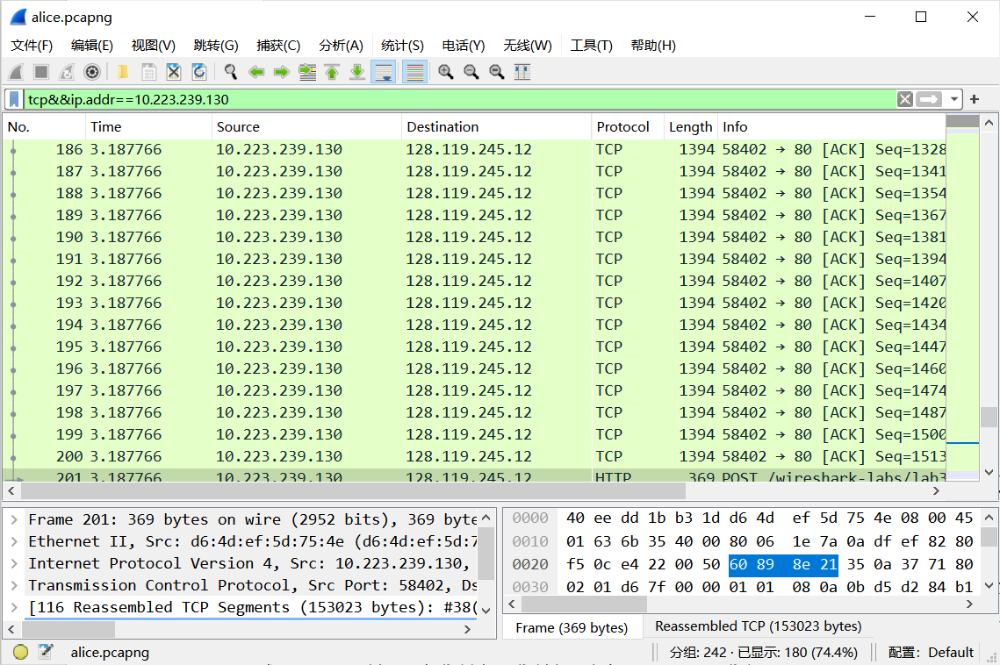 alice.pcapng
文件(F) 编辑(E) 视图(V) 跳转(G) 捕获(C) 分析(A) 统计(S) 电话(Y) 无线(W) 工具(T) 帮助(H)
tcp&&ip.addr==10.223.239.130
No. Time Source Destination Protocol Length Info
186 3.187766 10.223.239.130 128.119.245.12 TCP 1394 58402 → 80 [ACK] Seq=1328
187 3.187766 10.223.239.130 128.119.245.12 TCP 1394 58402 → 80 [ACK] Seq=1341
188 3.187766 10.223.239.130 128.119.245.12 TCP 1394 58402 → 80 [ACK] Seq=1354
189 3.187766 10.223.239.130 128.119.245.12 TCP 1394 58402 → 80 [ACK] Seq=1367
190 3.187766 10.223.239.130 128.119.245.12 TCP 1394 58402 → 80 [ACK] Seq=1381
191 3.187766 10.223.239.130 128.119.245.12 TCP 1394 58402 → 80 [ACK] Seq=1394
192 3.187766 10.223.239.130 128.119.245.12 TCP 1394 58402 → 80 [ACK] Seq=1407
193 3.187766 10.223.239.130 128.119.245.12 TCP 1394 58402 → 80 [ACK] Seq=1420
194 3.187766 10.223.239.130 128.119.245.12 TCP 1394 58402 → 80 [ACK] Seq=1434
195 3.187766 10.223.239.130 128.119.245.12 TCP 1394 58402 → 80 [ACK] Seq=1447
196 3.187766 10.223.239.130 128.119.245.12 TCP 1394 58402 → 80 [ACK] Seq=1460
197 3.187766 10.223.239.130 128.119.245.12 TCP 1394 58402 → 80 [ACK] Seq=1474
198 3.187766 10.223.239.130 128.119.245.12 TCP 1394 58402 → 80 [ACK] Seq=1487
199 3.187766 10.223.239.130 128.119.245.12 TCP 1394 58402 → 80 [ACK] Seq=1500
200 3.187766 10.223.239.130 128.119.245.12 TCP 1394 58402 → 80 [ACK] Seq=1513
201 3.187766 10.223.239.130 128.119.245.12 HTTP 369 POST /wireshark-labs/lab3
Frame 201: 369 bytes on wire (2952 bits), 369 byte
Ethernet II, Src: d6:4d:ef:5d:75:4e (d6:4d:ef:5d:7
Internet Protocol Version 4, Src: 10.223.239.130,
Transmission Control Protocol, Src Port: 58402, Ds
[116 Reassembled TCP Segments (153023 bytes): #38(
0000 40 ee dd 1b b3 1d d6 4d ef 5d 75 4e 08 00 45
0010 01 63 6b 35 40 00 80 06 1e 7a 0a df ef 82 80
0020 f5 0c e4 22 00 50 60 89 8e 21 35 0a 37 71 80
0030 02 01 d6 7f 00 00 01 01 08 0a 0b d5 d2 84 b1
Frame (369 bytes) Reassembled TCP (153023 bytes)
alice.pcapng 分组: 242 · 已显示: 180 (74.4%) 配置: Default